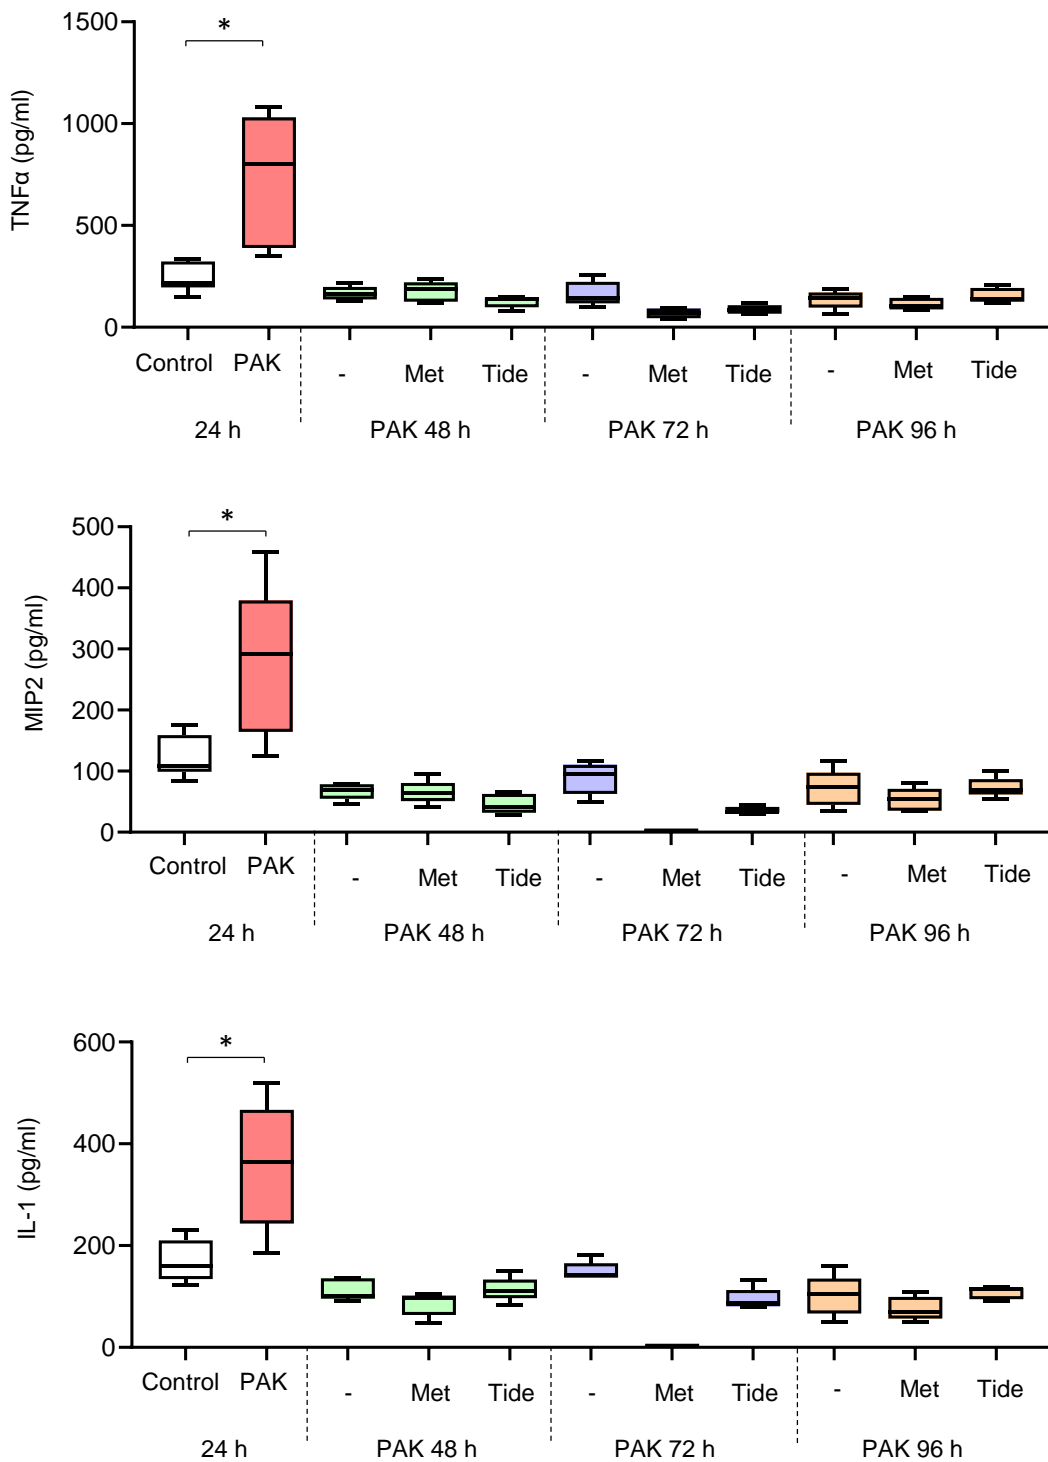 1500
*
1000
TNFα (pg/ml)
500
0
Control PAK - Met Tide - Met Tide - Met Tide
24 h PAK 48 h PAK 72 h PAK 96 h
500
*
400
300
MIP2 (pg/ml)
200
100
0
Control PAK - Met Tide - Met Tide - Met Tide
24 h PAK 48 h PAK 72 h PAK 96 h
600
*
400
IL-1 (pg/ml)
200
0
Control PAK - Met Tide - Met Tide - Met Tide
24 h PAK 48 h PAK 72 h PAK 96 h